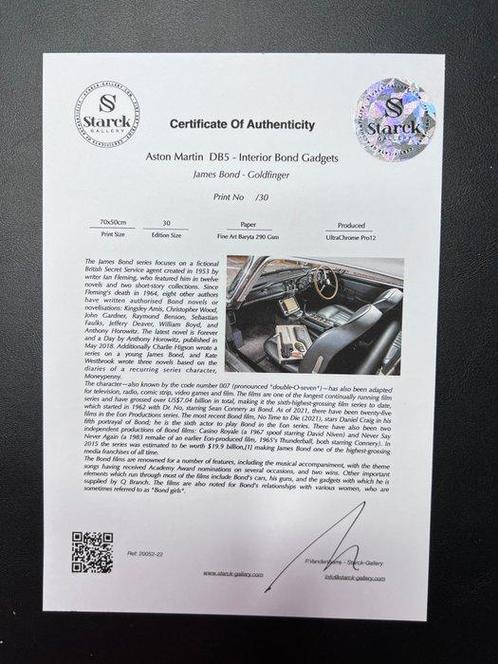 Starck
GALLERY
Starck
GALLERY
Certificate Of Authenticity
Aston Martin DB5 - Interior Bond Gadgets
James Bond - Goldfinger
Print No /30
70x50cm 30 Paper Produced
Print Size Edition Size Fine Art Baryta 290 Gsm UltraChrome Pro12
The James Bond series focuses on a fictional
British Secret Service agent created in 1953 by
writer Ian Fleming, who featured him in twelve
novels and two short-story collections. Since
Fleming's death in 1964, eight other authors
have written authorised Bond novels or
novelisations: Kingsley Amis, Christopher Wood,
John Gardner, Raymond Benson, Sebastian
Faulks, Jeffery Deaver, William Boyd, and
Anthony Horowitz. The latest novel is Forever
and a Day by Anthony Horowitz, published in
May 2018. Additionally Charlie Higson wrote a
series on a young James Bond, and Kate
Westbrook wrote three novels based on the
diaries of a recurring series character,
Moneypenny.
The character—also known by the code number 007 (pronounced "double-O-seven")—has also been adapted
for television, radio, comic strip, video games and film. The films are one of the longest continually running film
series and have grossed over US$7.04 billion in total, making it the sixth-highest-grossing film series to date,
which started in 1962 with Dr. No, starring Sean Connery as Bond. As of 2021, there have been twenty-five
films in the Eon Productions series. The most recent Bond film, No Time to Die (2021), stars Daniel Craig in his
fifth portrayal of Bond; he is the sixth actor to play Bond in the Eon series. There have also been two
independent productions of Bond films: Casino Royale (a 1967 spoof starring David Niven) and Never Say
Never Again (a 1983 remake of an earlier Eon-produced film, 1965's Thunderball, both starring Connery). In
2015 the series was estimated to be worth $19.9 billion,[1] making James Bond one of the highest-grossing
media franchises of all time.
The Bond films are renowned for a number of features, including the musical accompaniment, with the theme
songs having received Academy Award nominations on several occasions, and two wins. Other important
elements which run through most of the films include Bond's cars, his guns, and the gadgets with which he is
supplied by Q Branch. The films are also noted for Bond's relationships with various women, who are
sometimes referred to as "Bond girls".
Ref: 20052-22
P.Vandenhams - Starck-Gallery
www.starck-gallery.com info@starck-gallery.com